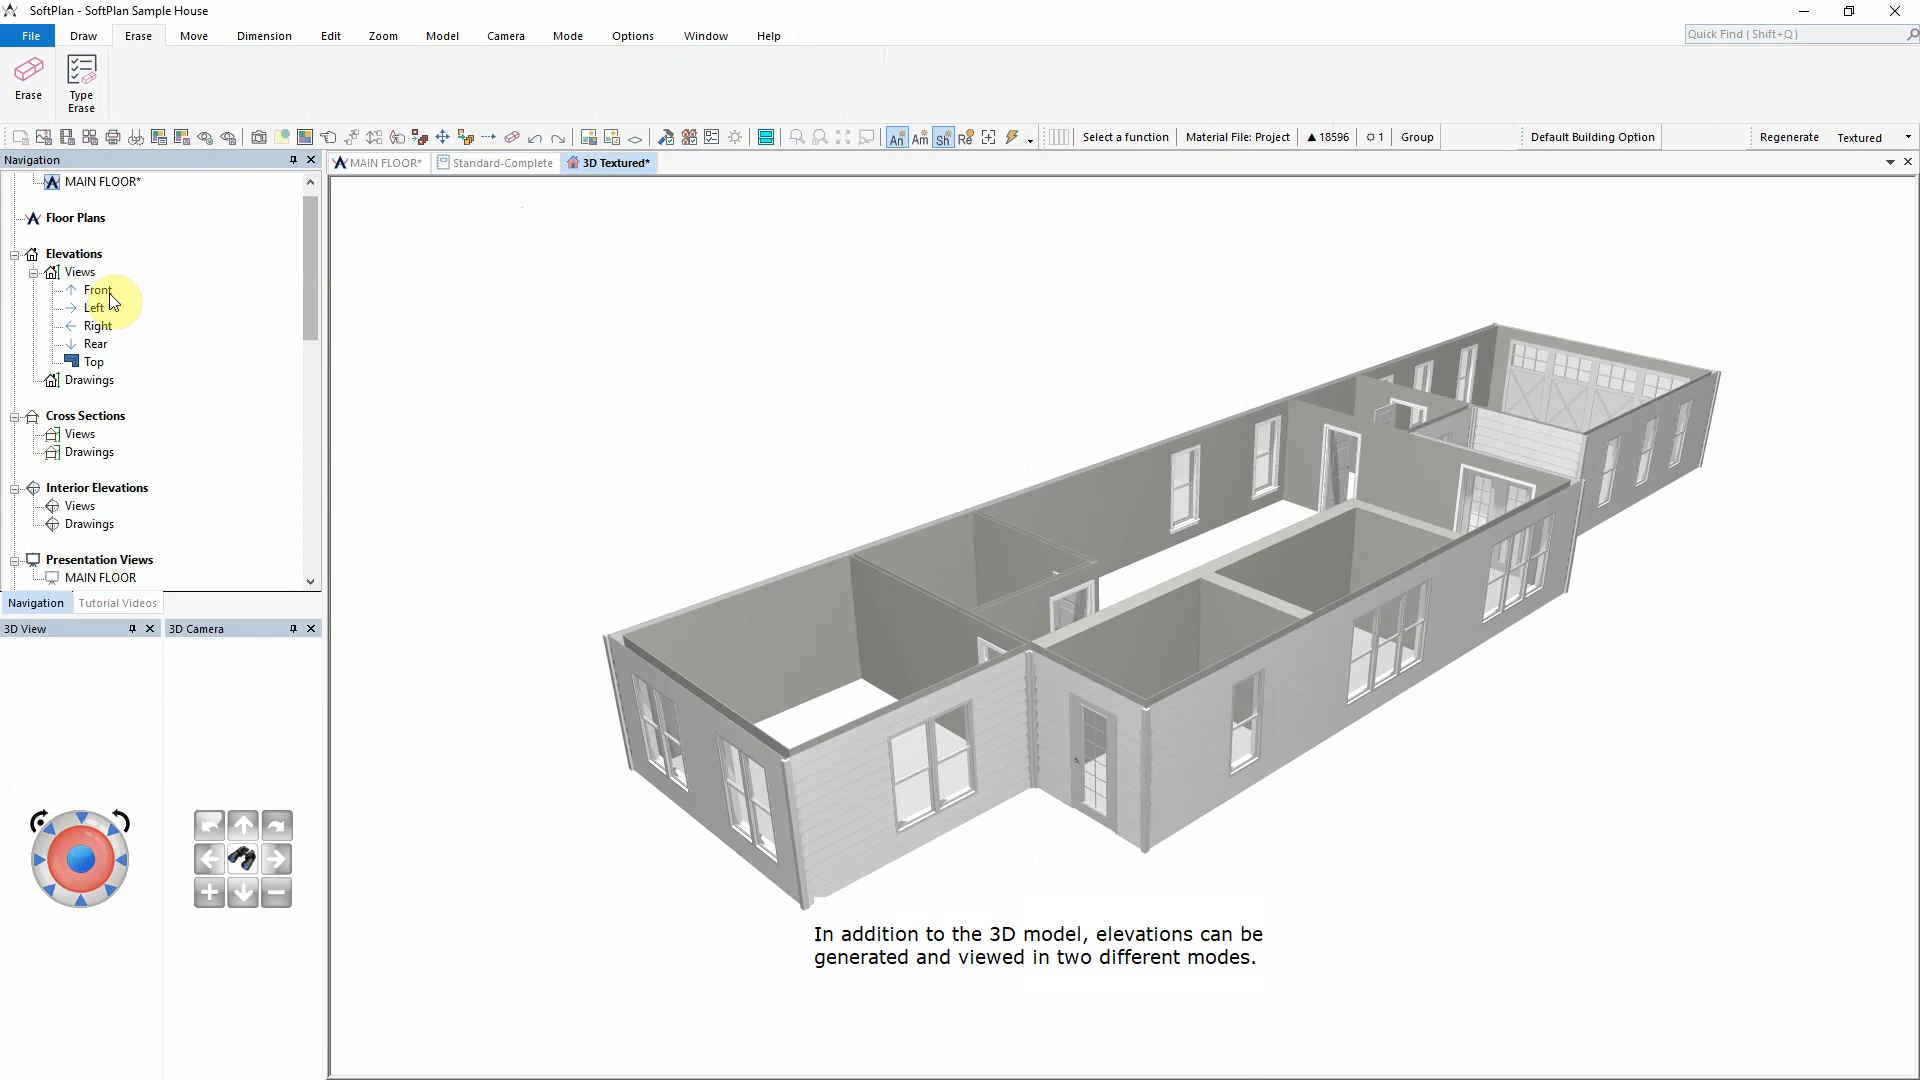 SoftPlan - SoftPlan Sample House
File Draw Erase Move Dimension Edit Zoom Model Camera Mode Options Window Help
Quick Find ( Shift+Q )
Erase
Type
Erase
An Am Sh Re
Select a function
Material File: Project
▲18596
1
Group
Default Building Option
Regenerate
Textured
Navigation
MAIN FLOOR*
Standard-Complete
3D Textured*
MAIN FLOOR*
Floor Plans
Elevations
Views
Front
Left
Right
Rear
Top
Drawings
Cross Sections
Views
Drawings
Interior Elevations
Views
Drawings
Presentation Views
MAIN FLOOR
Navigation
Tutorial Videos
3D View
3D Camera
In addition to the 3D model, elevations can be
generated and viewed in two different modes.